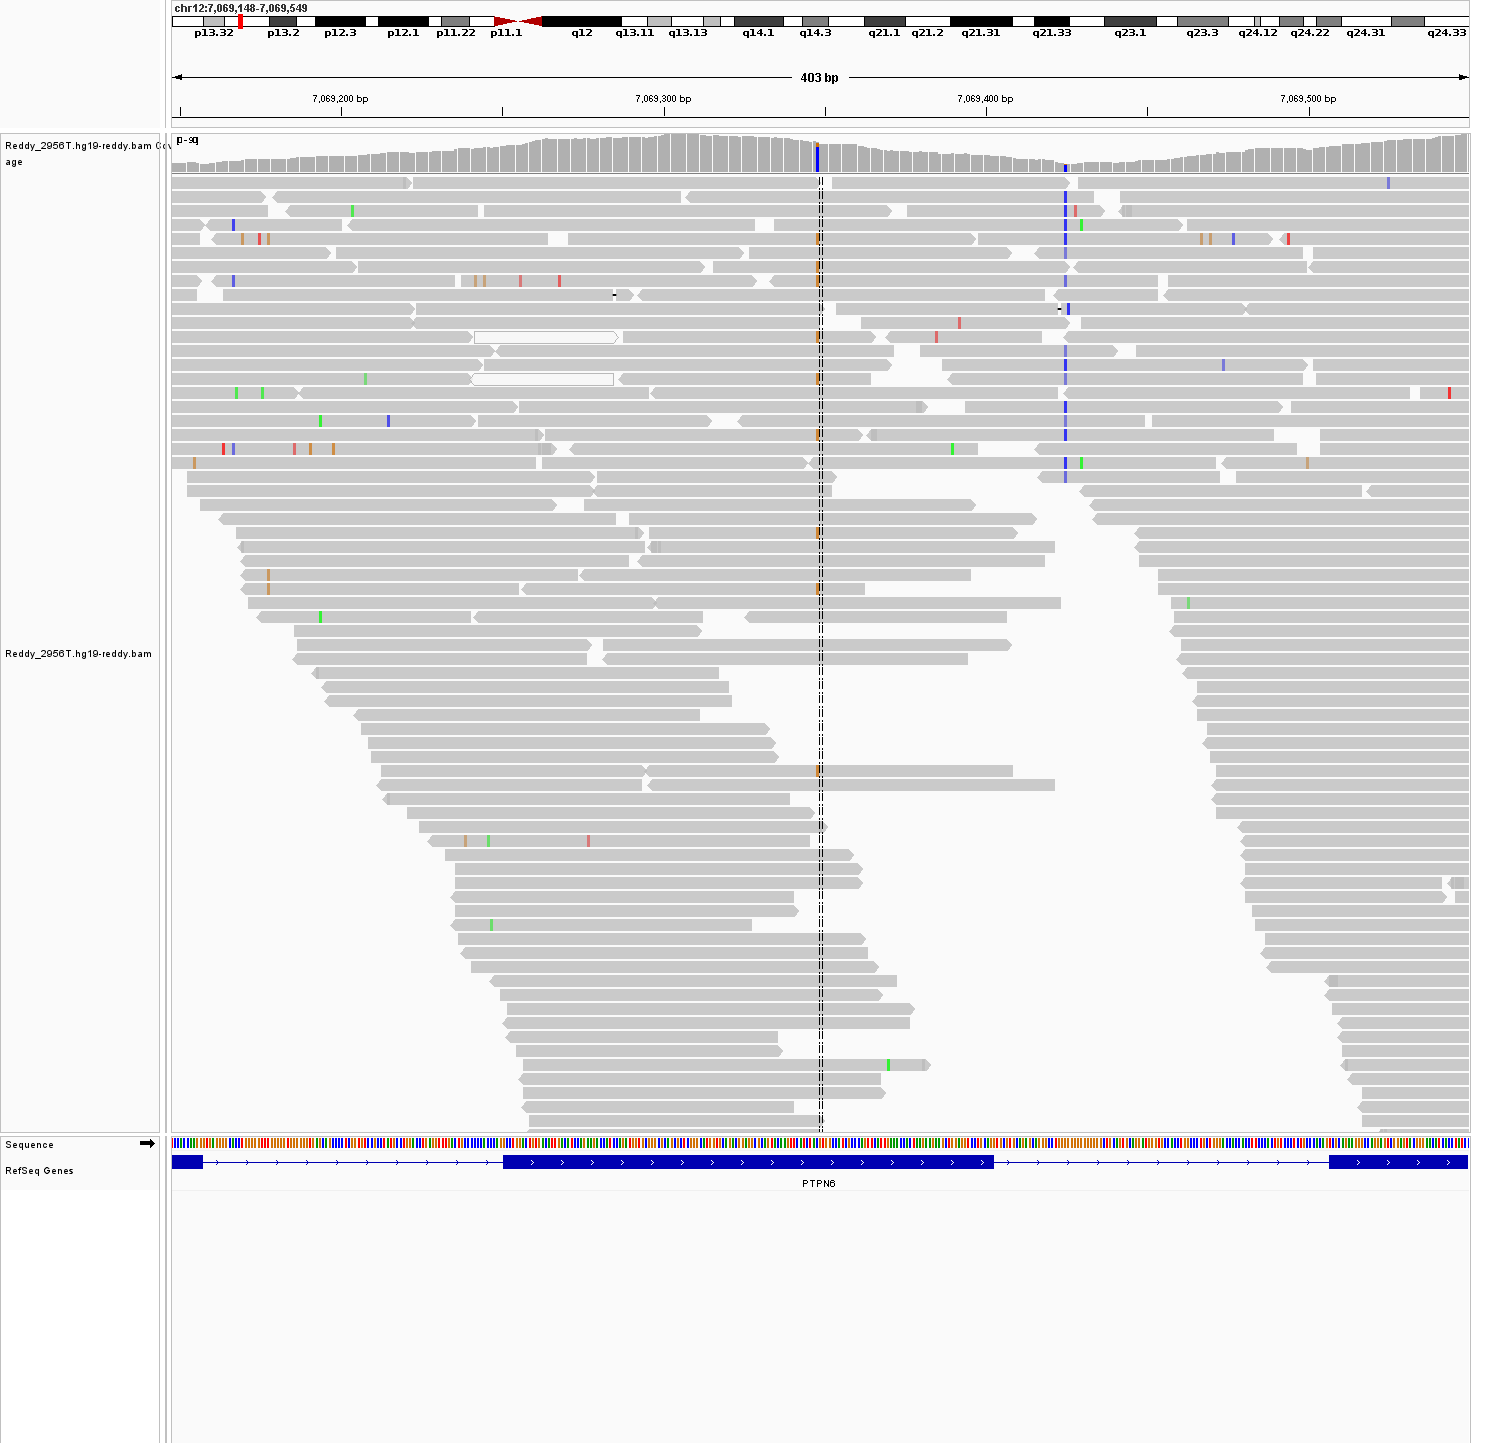 chr12:7,069,148-7,069,549
p13.32 p13.2 p12.3 p12.1 p11.22 p11.1 q12 q13.11 q13.13 q14.1 q14.3 q21.1 q21.2 q21.31 q21.33 q23.1 q23.3 q24.12 q24.22 q24.31 q24.33
403 bp
7,069,200 bp 7,069,300 bp 7,069,400 bp 7,069,500 bp
Reddy_2956T.hg19-reddy.bam
age
Reddy_2956T.hg19-reddy.bam
Sequence
RefSeq Genes
PTPN6